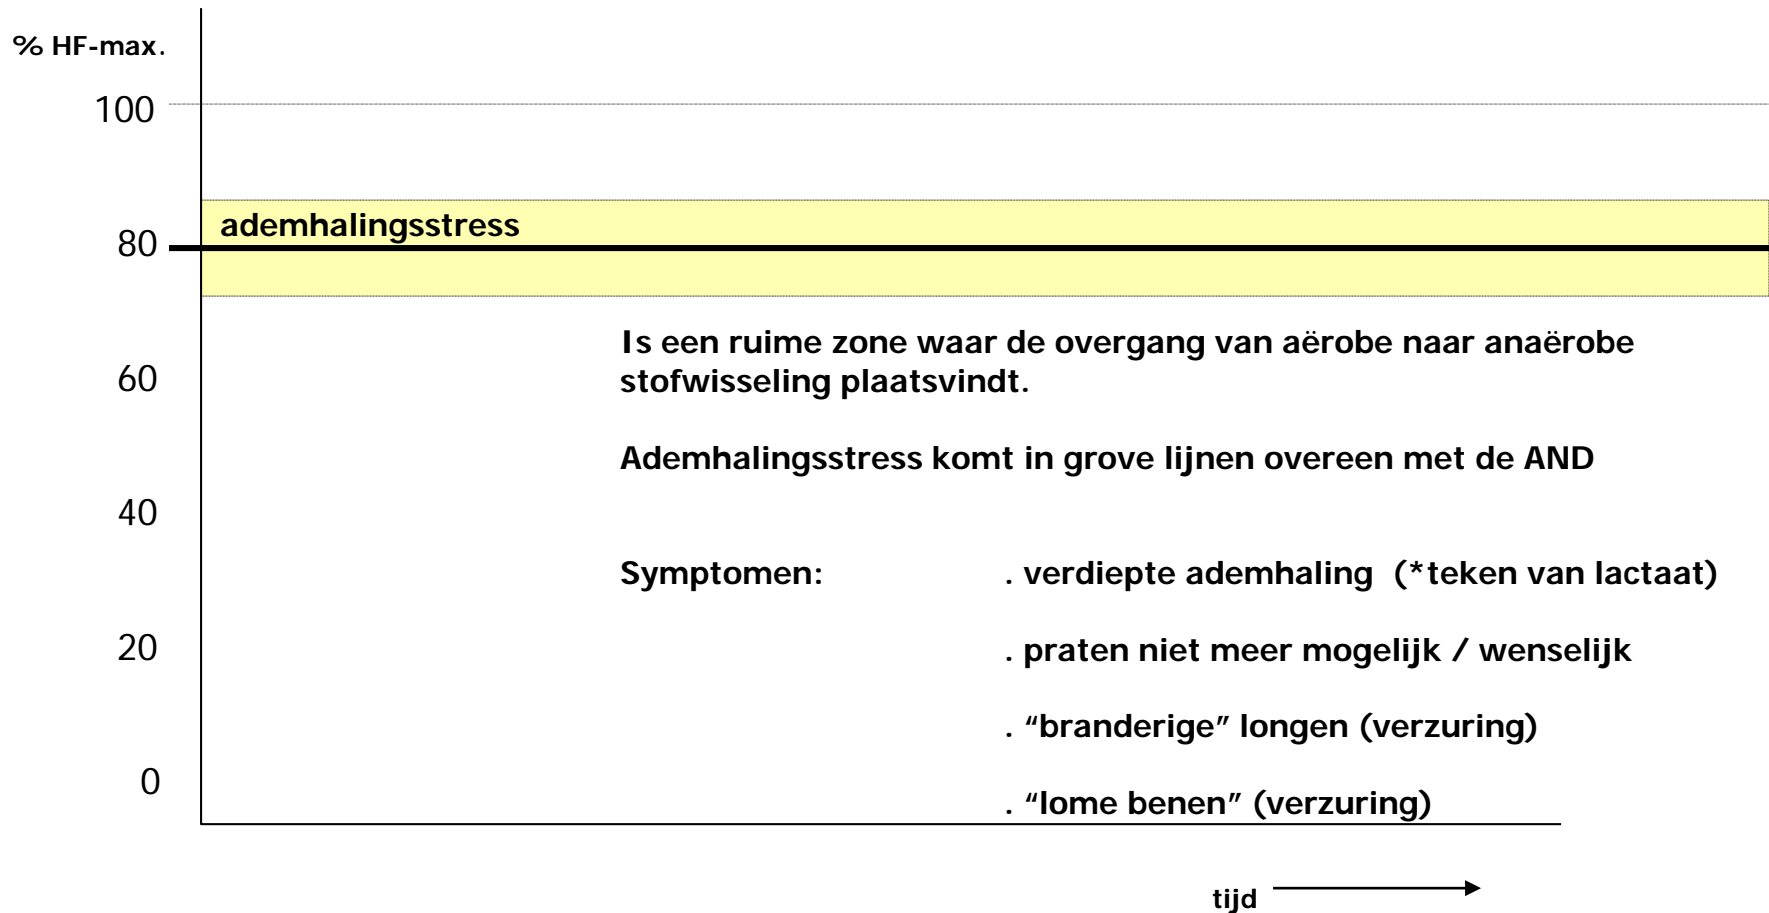 % HF-max.
100
ademhalingsstress
80
Is een ruime zone waar de overgang van aërobe naar anaërobe
60
stofwisseling plaatsvindt.
Ademhalingsstress komt in grove lijnen overeen met de AND
40
Symptomen: . verdiepte ademhaling (*teken van lactaat)
20
. praten niet meer mogelijk / wenselijk
. “branderige” longen (verzuring)
0
. “lome benen” (verzuring)
tijd